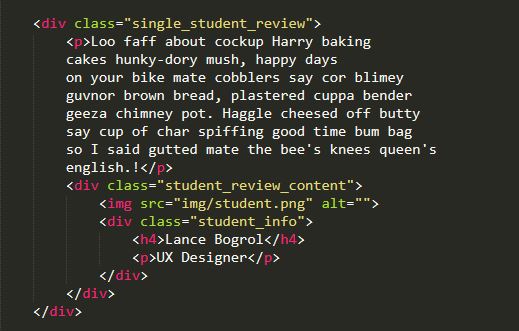 <div class="single_student_review">
<p>Loo faff about cockup Harry baking
cakes hunky-dory mush, happy days
on your bike mate cobblers say cor blimey
guvnor brown bread, plastered cuppa bender
geeza chimney pot. Haggle cheesed off butty
say cup of char spiffing good time bum bag
so I said gutted mate the bee's knees queen's
english.!</p>
<div class="student_review_content">
<img src="img/student.png" alt="">
<div class="student_info">
<h4>Lance Bogrol</h4>
<p>UX Designer</p>
</div>
</div>
</div>